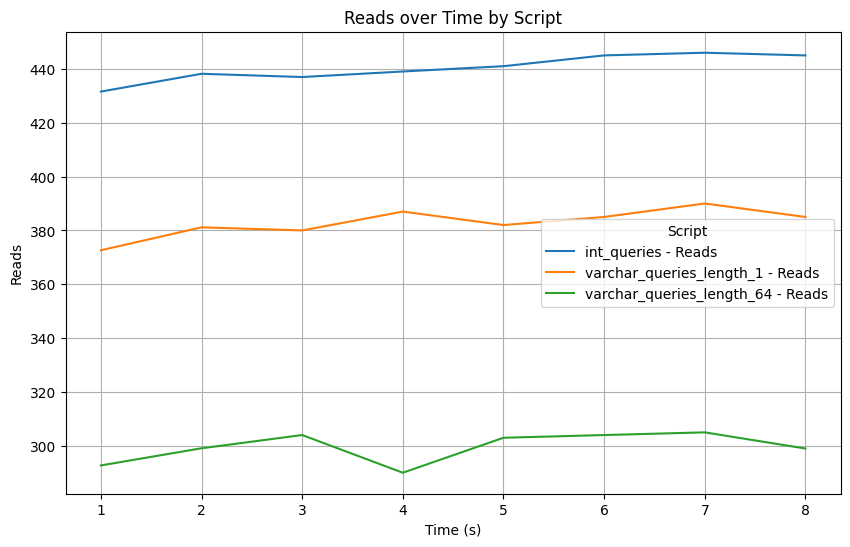 Reads over Time by Script
Reads
440
420
400
380
360
340
320
300
Script
int_queries - Reads
varchar_queries_length_1 - Reads
varchar_queries_length_64 - Reads
1 2 3 4 5 6 7 8
Time (s)